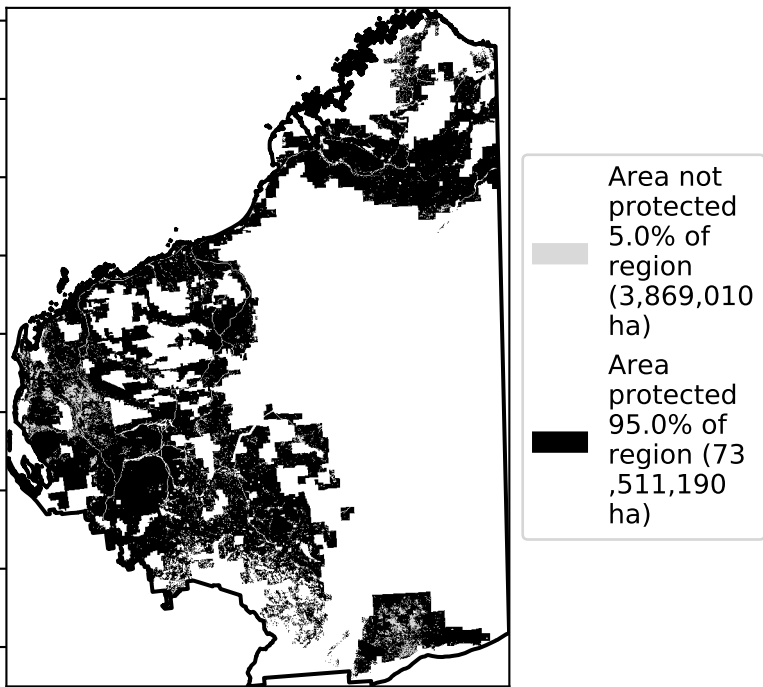 Area not
protected
5.0% of
region
(3,869,010
ha)
Area
protected
95.0% of
region (73
,511,190
ha)